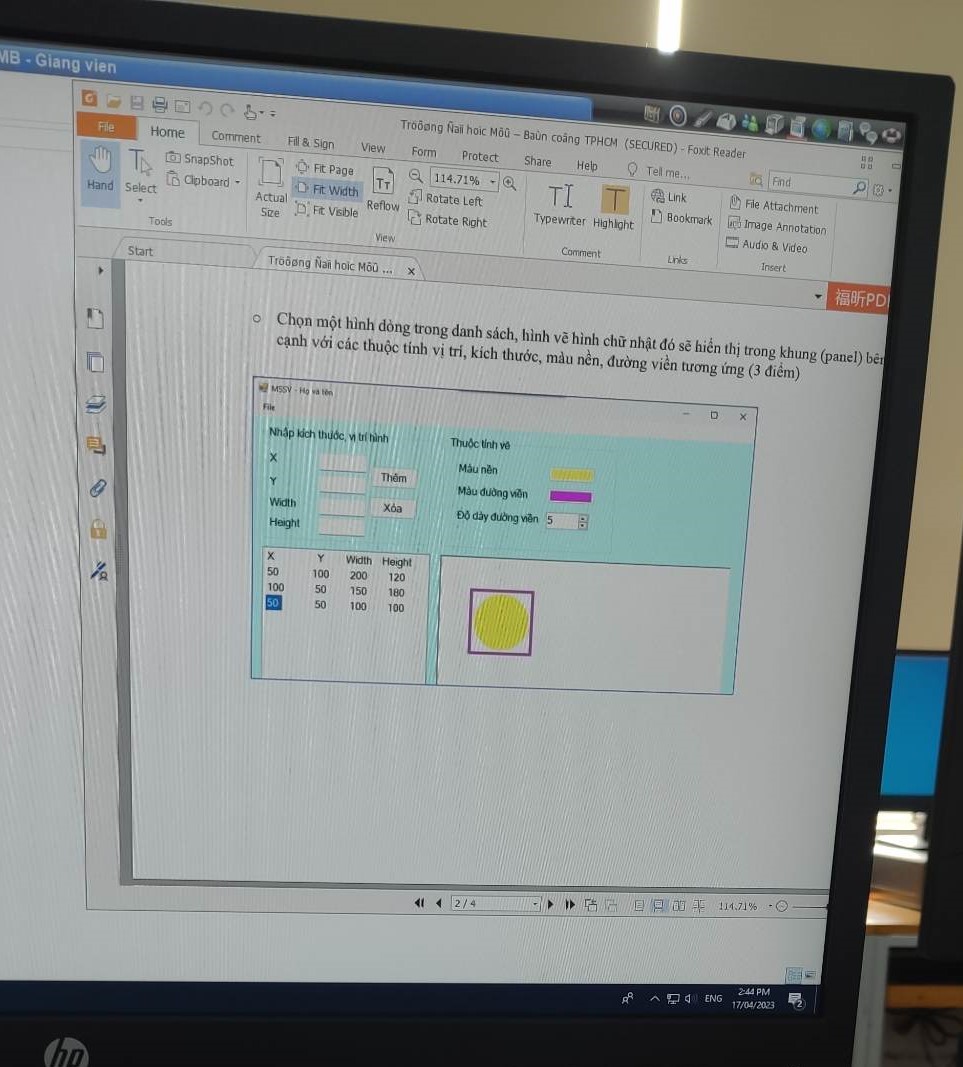 MB - Giang vien
Tröôøng Ñaïi hoïc Môû - Baùn coâng TPHCM (SECURED) - Foxit Reader
File Home Comment Fill & Sign View Form Protect Share Help Tell me... Find
Hand Select SnapShot Clipboard
Actual Size Fit Page Fit Width Fit Visible
Reflow 114.71% Rotate Left Rotate Right
Typewriter Highlight
Link Bookmark
File Attachment Image Annotation Audio & Video
Tools View Comment Links Insert
Start Tröôøng Ñaïi hoïc Môû ... x
福昕PD
Chọn một hình dòng trong danh sách, hình vẽ hình chữ nhật đó sẽ hiển thị trong khung (panel) bên
cạnh với các thuộc tính vị trí, kích thước, màu nền, đường viền tương ứng (3 điểm)
MSSV - Họ và tên
File
Nhập kích thước, vị trí hình
X
Y
Width
Height
Thêm
Xóa
Thuộc tính vẽ
Màu nền
Màu đường viền
Độ dày đường viền 5
X Y Width Height
50 100 200 120
100 50 150 180
50 50 100 100
2 / 4 114.71%
ENG 2:44 PM
17/04/2023
2
hp